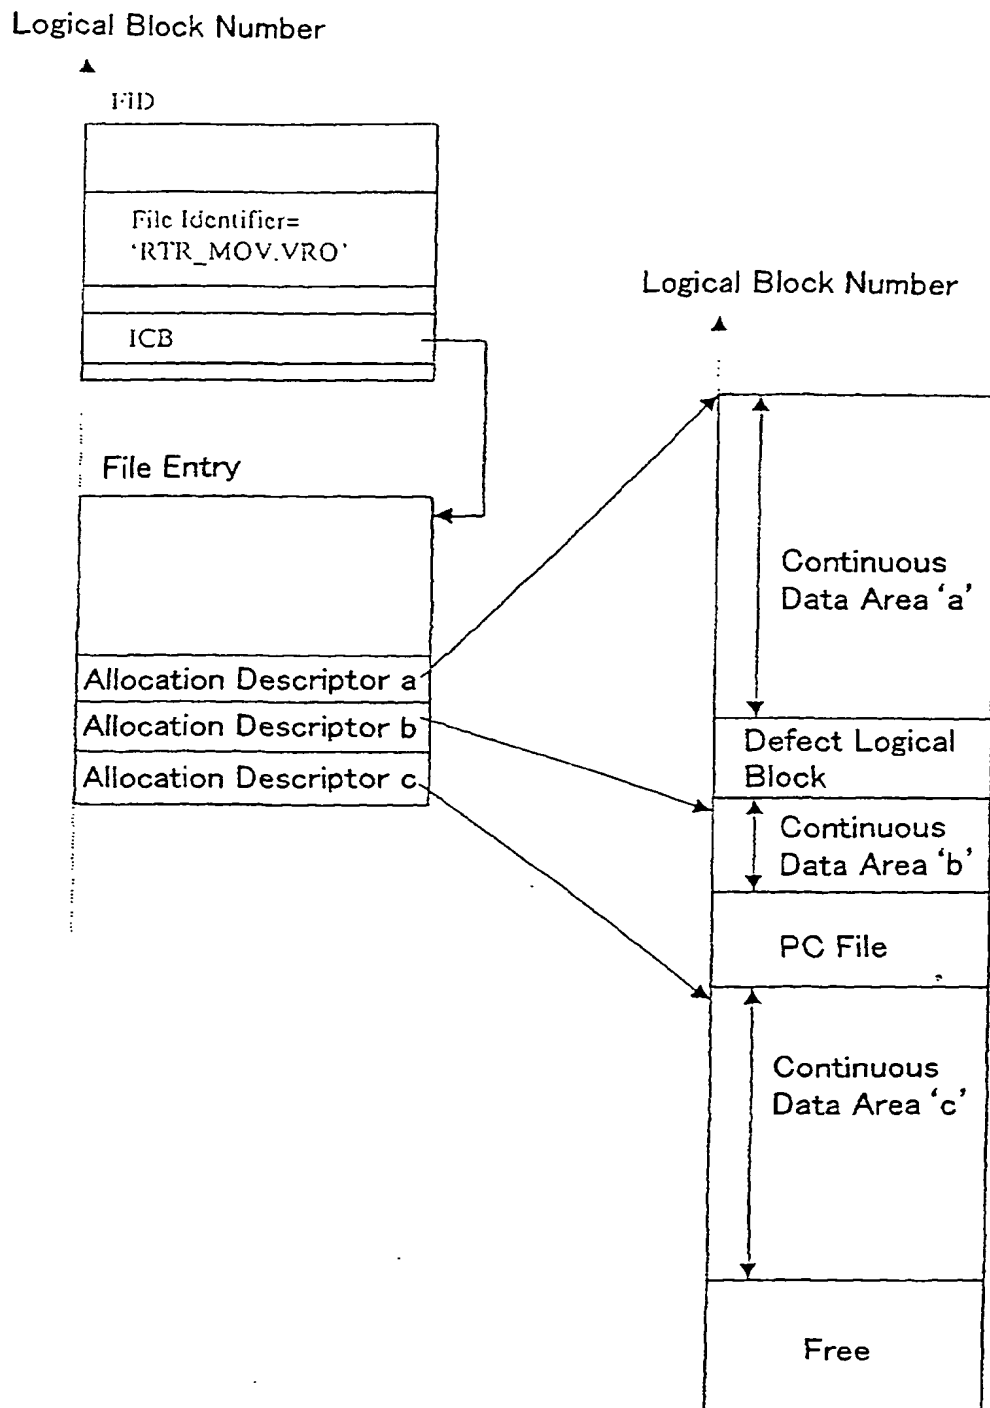 Logical Block Number
FID
File Identifier=
‘RTR_MOV.VRO’
ICB
File Entry
Allocation Descriptor a
Allocation Descriptor b
Allocation Descriptor c
Logical Block Number
Continuous
Data Area ‘a’
Defect Logical
Block
Continuous
Data Area ‘b’
PC File
Continuous
Data Area ‘c’
Free